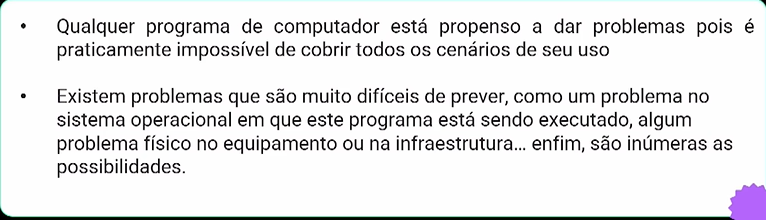 • Qualquer programa de computador está propenso a dar problemas pois é
praticamente impossível de cobrir todos os cenários de seu uso
• Existem problemas que são muito difíceis de prever, como um problema no
sistema operacional em que este programa está sendo executado, algum
problema físico no equipamento ou na infraestrutura... enfim, são inúmeras as
possibilidades.